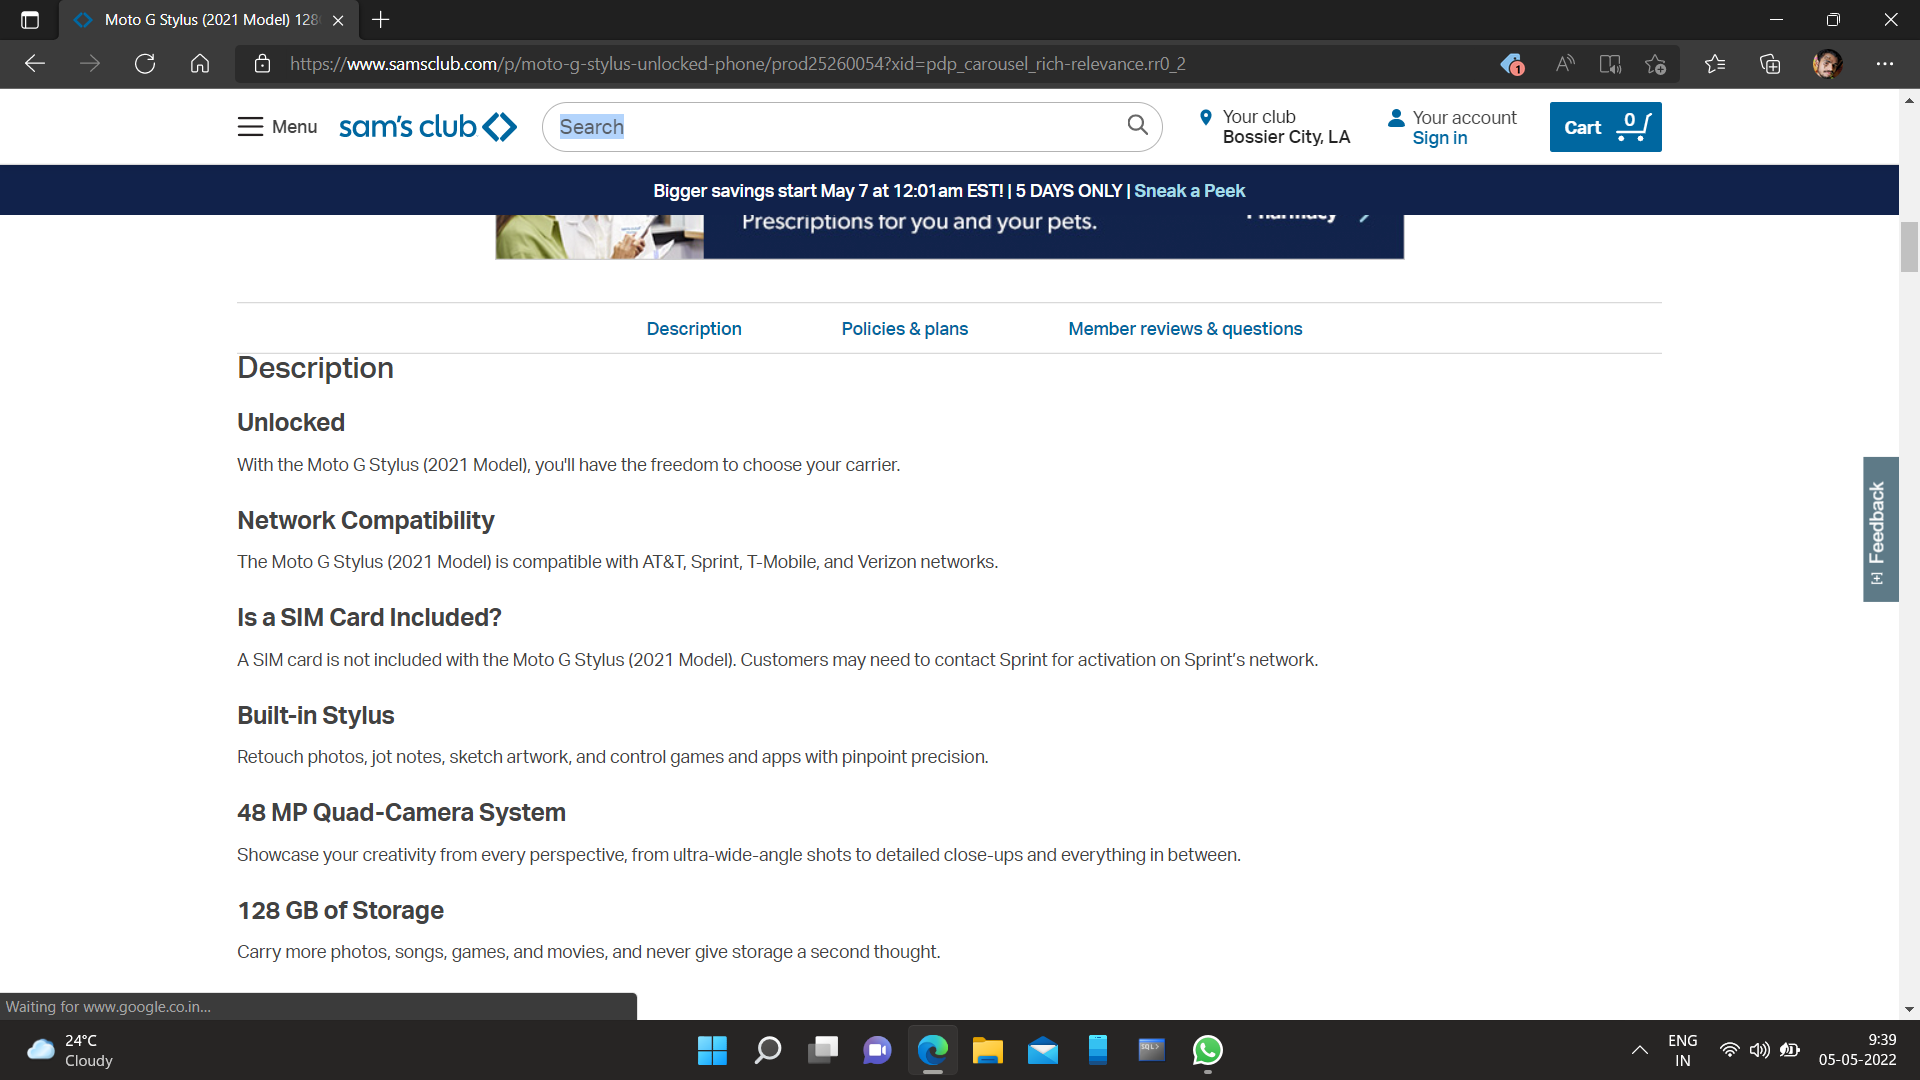 Moto G Stylus (2021 Model) 128
https://www.samsclub.com/p/moto-g-stylus-unlocked-phone/prod25260054?xid=pdp_carousel_rich-relevance.rr0_2
1
Menu
sam's club
Search
Your club
Bossier City, LA
Your account
Sign in
Cart
0
Bigger savings start May 7 at 12:01am EST! | 5 DAYS ONLY | Sneak a Peek
Prescriptions for you and your pets.
Pharmacy
Description
Policies & plans
Member reviews & questions
Description
Unlocked
With the Moto G Stylus (2021 Model), you'll have the freedom to choose your carrier.
Network Compatibility
The Moto G Stylus (2021 Model) is compatible with AT&T, Sprint, T-Mobile, and Verizon networks.
Is a SIM Card Included?
A SIM card is not included with the Moto G Stylus (2021 Model). Customers may need to contact Sprint for activation on Sprint's network.
Built-in Stylus
Retouch photos, jot notes, sketch artwork, and control games and apps with pinpoint precision.
48 MP Quad-Camera System
Showcase your creativity from every perspective, from ultra-wide-angle shots to detailed close-ups and everything in between.
128 GB of Storage
Carry more photos, songs, games, and movies, and never give storage a second thought.
[+] Feedback
Waiting for www.google.co.in...
24°C
Cloudy
SQL>
ENG
IN
9:39
05-05-2022